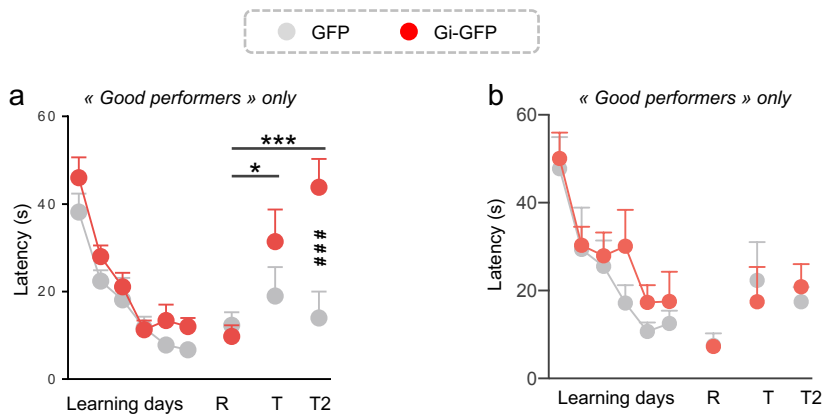 GFP Gi-GFP
a « Good performers » only
60
40
20
0
Latency (s)
***
*
###
Learning days R T T2
b « Good performers » only
60
40
20
0
Latency (s)
Learning days R T T2